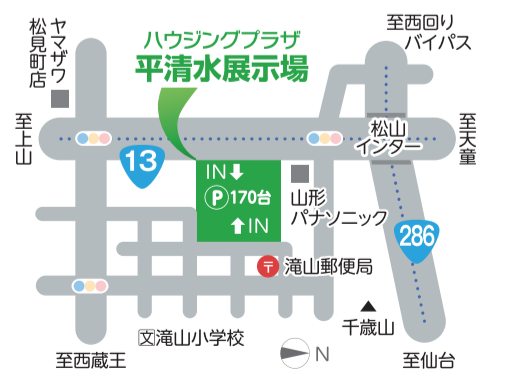 至西回り
バイパス
ヤマザワ
松見町店
ハウジングプラザ
平清水展示場
至上山
至天童
松山
インター
13
IN
P170台
IN
山形
パナソニック
286
〒
滝山郵便局
千歳山
文滝山小学校
N
至西蔵王
至仙台